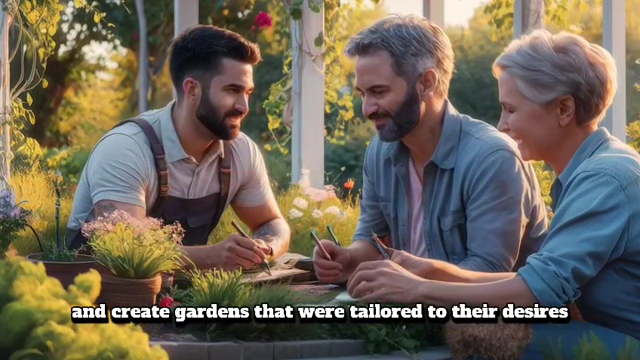 and create gardens that were tailored to their desires